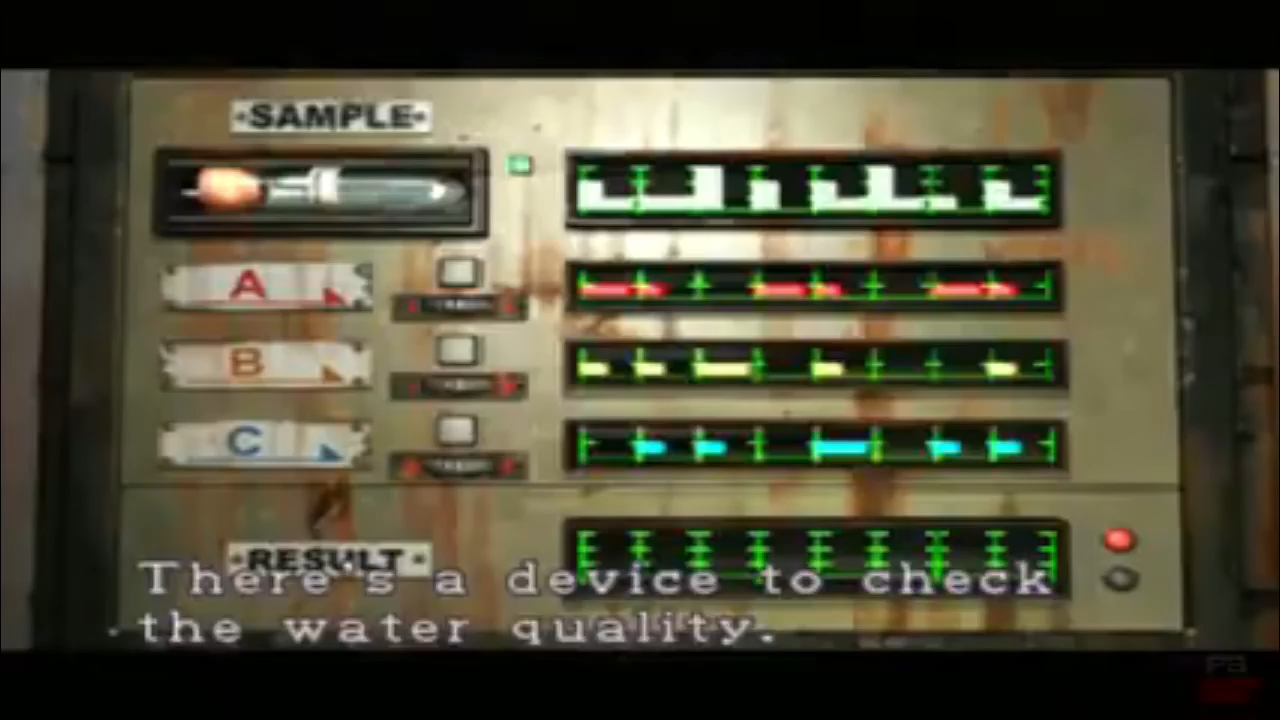 ·SAMPLE·
A
B
C
·RESULT·
There's a device to check
the water quality.